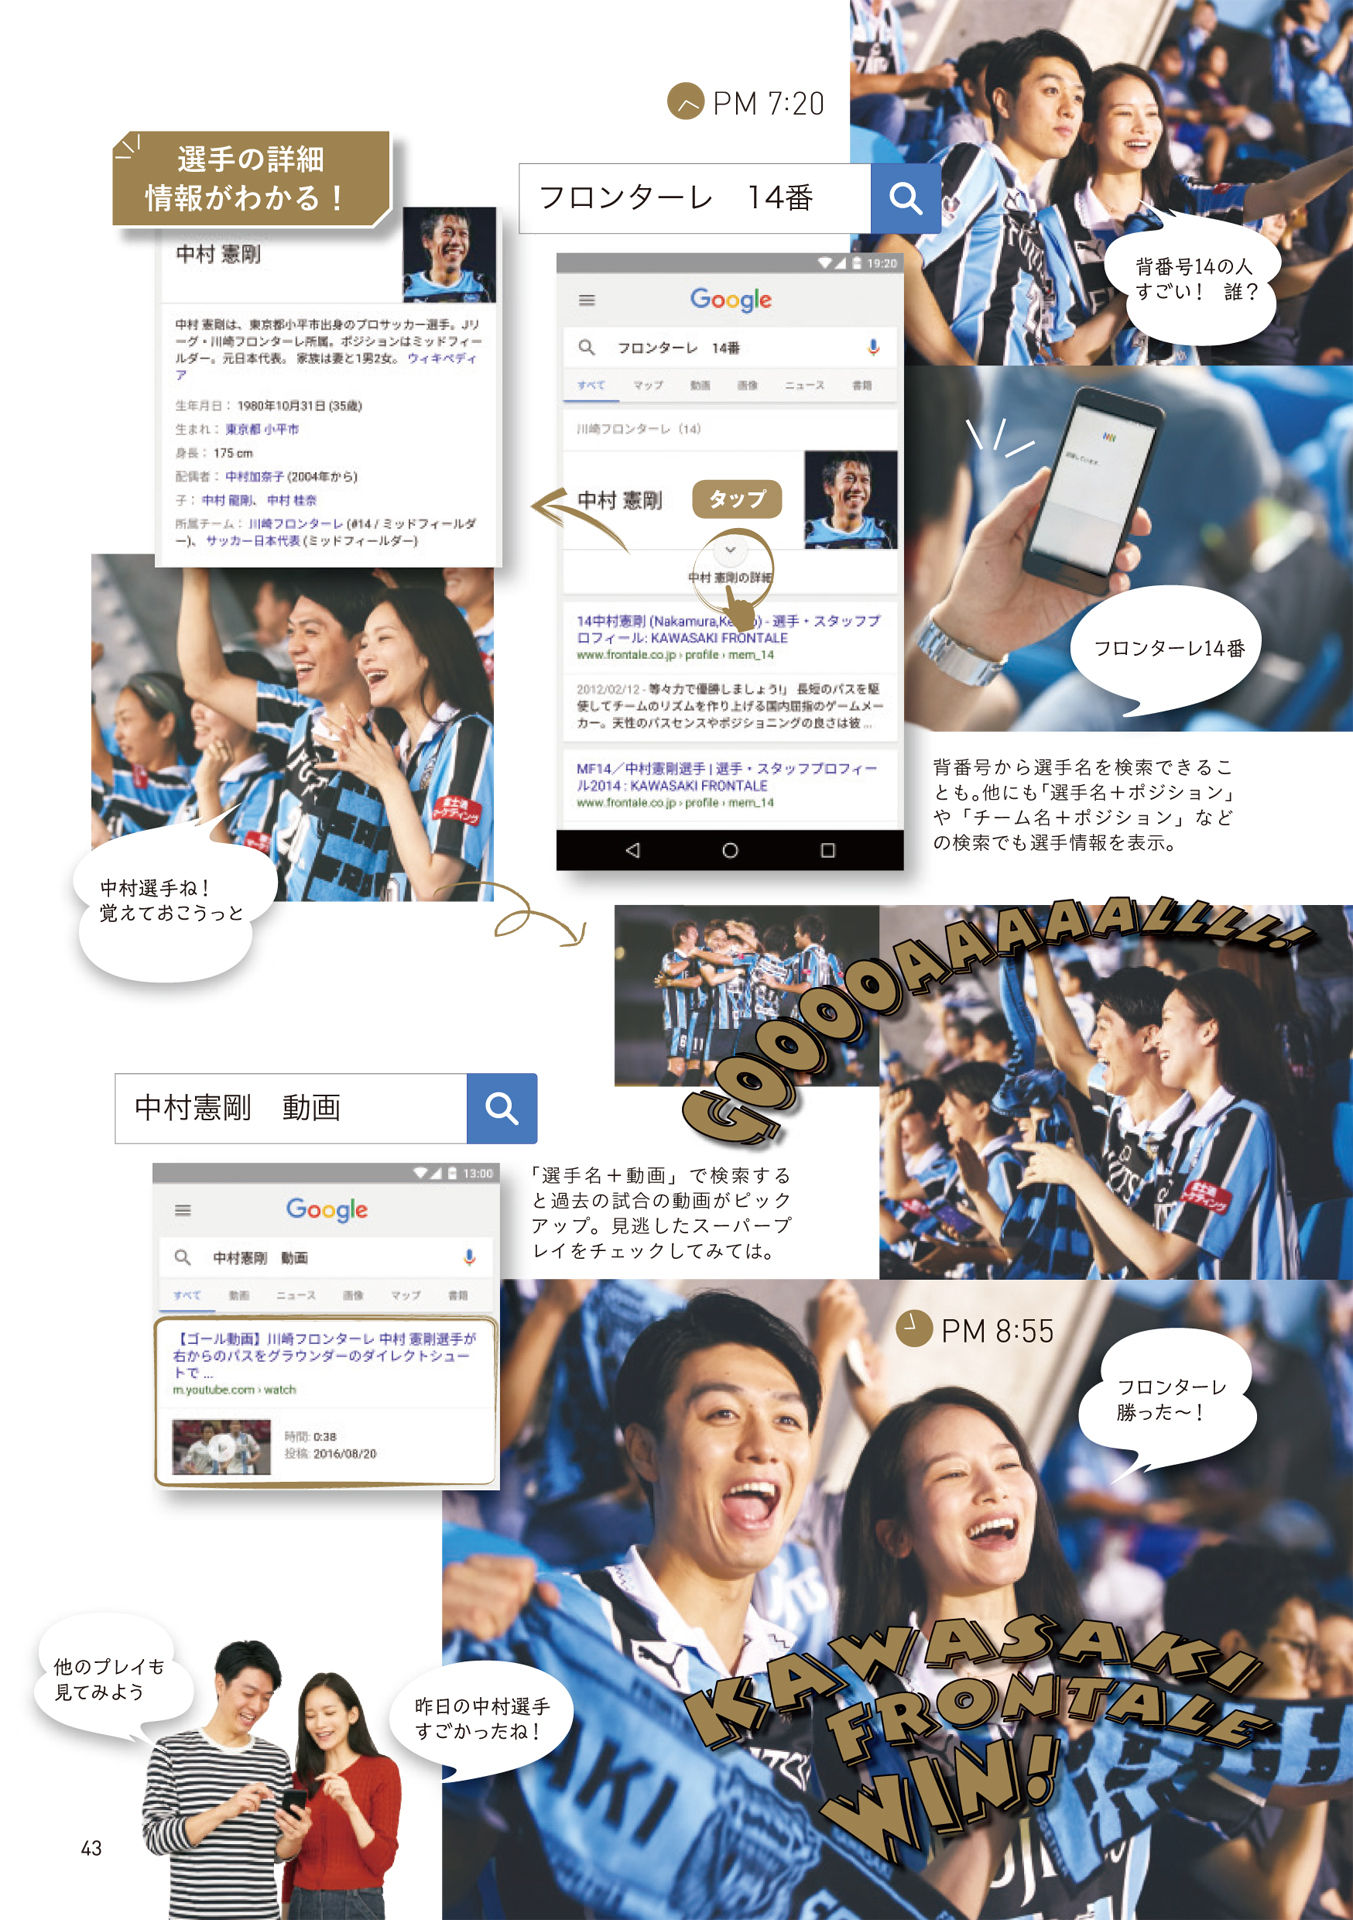 PM 7:20
選手の詳細
情報がわかる！
フロンターレ　14番
背番号14の人
すごい！　誰？
中村 憲剛
中村 憲剛は、東京都小平市出身のプロサッカー選手。Jリ
ーグ・川崎フロンターレ所属。ポジションはミッドフィー
ルダー。元日本代表。 家族は妻と1男2女。 ウィキペディ
ア
生年月日： 1980年10月31日 (35歳)
生まれ： 東京都 小平市
身長： 175 cm
配偶者： 中村加奈子 (2004年から)
子： 中村 龍剛、 中村 桂奈
所属チーム： 川崎フロンターレ (#14 / ミッドフィールダ
ー)、 サッカー日本代表 (ミッドフィールダー)
19:20
Google
フロンターレ　14番
すべて　マップ　動画　画像　ニュース　書籍
川崎フロンターレ（14）
中村 憲剛
タップ
中村 憲剛の詳細
14中村憲剛 (Nakamura, - 選手・スタッフプ
ロフィール: KAWASAKI FRONTALE
www.frontale.co.jp › profile › mem_14
2012/02/12 - 等々力で優勝しましょう!」 長短のパスを駆
使してチームのリズムを作り上げる国内屈指のゲームメー
カー。天性のパスセンスやポジショニングの良さは彼 ...
MF14／中村憲剛選手 | 選手・スタッフプロフィー
ル2014 : KAWASAKI FRONTALE
www.frontale.co.jp › profile › mem_14
フロンターレ14番
背番号から選手名を検索できるこ
とも。他にも「選手名＋ポジション」
や「チーム名＋ポジション」など
の検索でも選手情報を表示。
富士通
マーケティング
中村選手ね！
覚えておこうっと
GOOOOOAAAAAALLLLL!
富士通
マーケティング
中村憲剛　動画
「選手名＋動画」で検索する
と過去の試合の動画がピック
アップ。見逃したスーパープ
レイをチェックしてみては。
13:00
Google
中村憲剛　動画
すべて　動画　ニュース　画像　マップ　書籍
【ゴール動画】川崎フロンターレ 中村 憲剛選手が
右からのパスをグラウンダーのダイレクトシュー
トで ...
m.youtube.com › watch
時間: 0:38
投稿: 2016/08/20
PM 8:55
フロンターレ
勝った〜！
KAWASAKI
FRONTALE
WIN!
他のプレイも
見てみよう
昨日の中村選手
すごかったね！
43